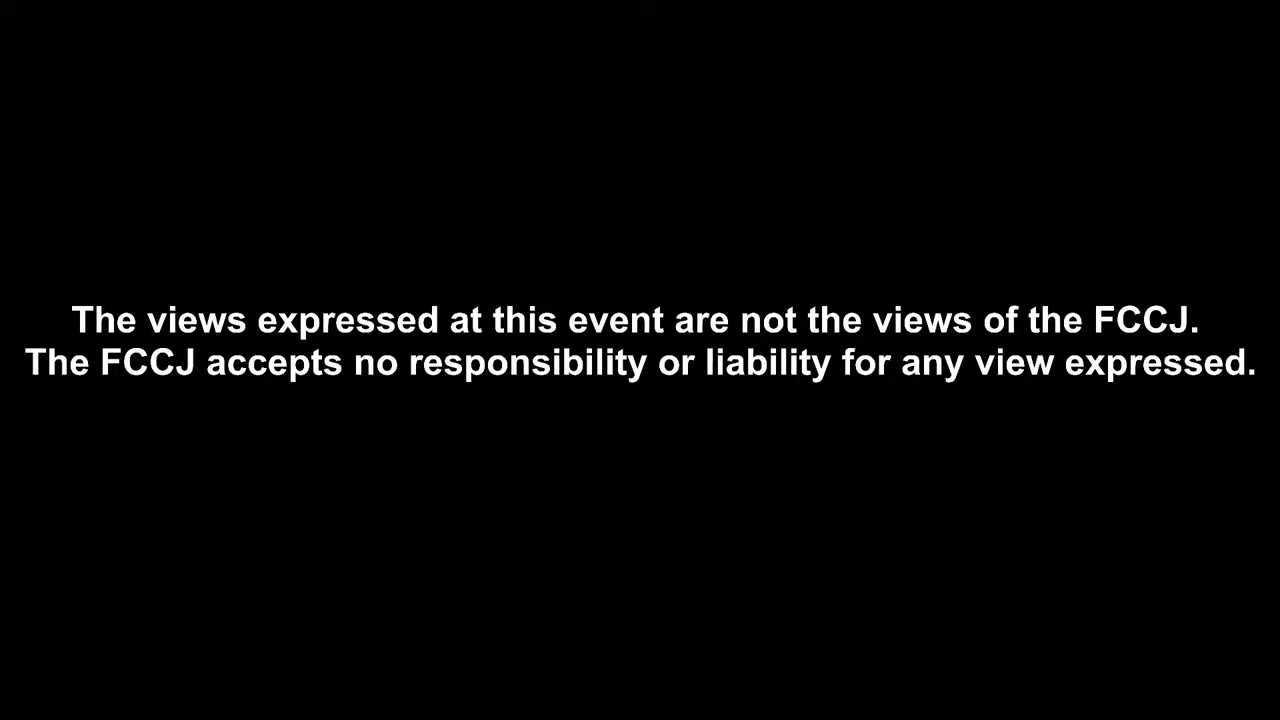 The views expressed at this event are not the views of the FCCJ.
The FCCJ accepts no responsibility or liability for any view expressed.